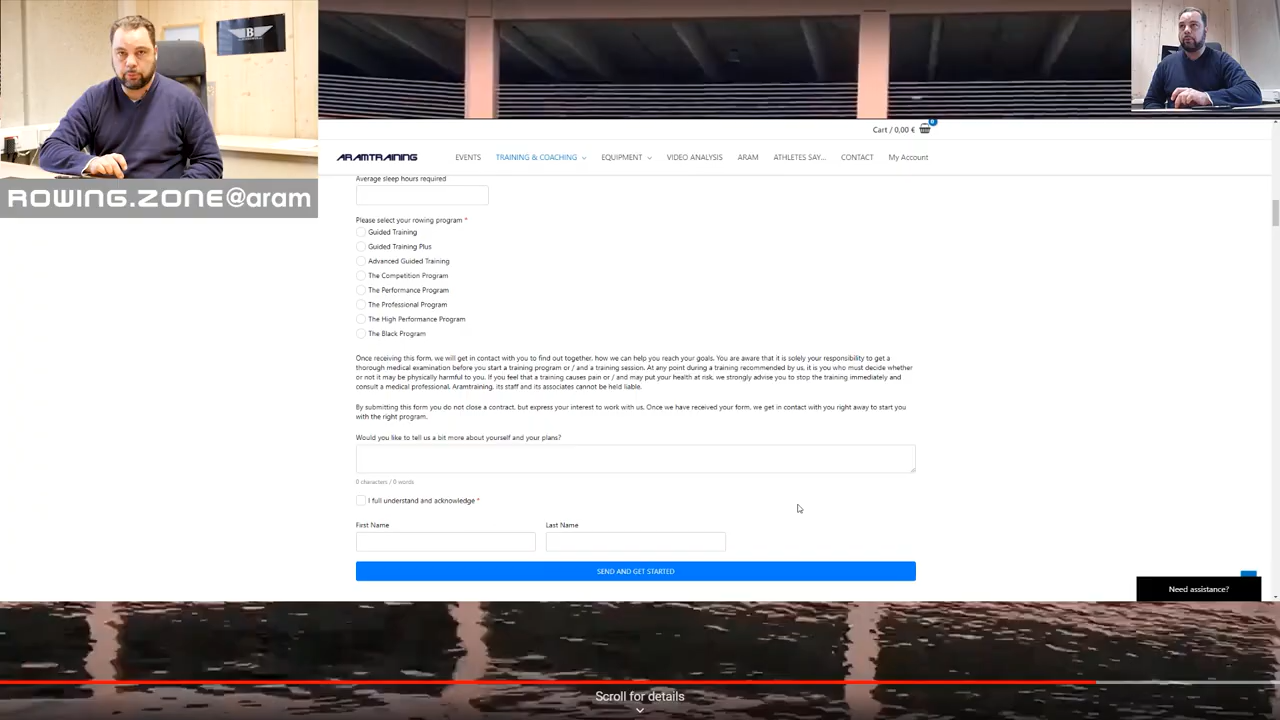 B
ROWING.ZONE@aram
Cart / 0,00 €
0
ARAMTRAINING
EVENTS
TRAINING & COACHING
EQUIPMENT
VIDEO ANALYSIS
ARAM
ATHLETES SAY...
CONTACT
My Account
Average sleep hours required
Please select your rowing program *
Guided Training
Guided Training Plus
Advanced Guided Training
The Competition Program
The Performance Program
The Professional Program
The High Performance Program
The Black Program
Once receiving this form, we will get in contact with you to find out together, how we can help you reach your goals. You are aware that it is solely your responsibility to get a
thorough medical examination before you start a training program or / and a training session. At any point during a training recommended by us, it is you who must decide whether
or not it may be physically harmful to you. If you feel that a training causes pain or / and may put your health at risk, we strongly advise you to stop the training immediately and
consult a medical professional. Aramtraining, its staff and its associates cannot be held liable.
By submitting this form you do not close a contract, but express your interest to work with us. Once we have received your form, we get in contact with you right away to start you
with the right program.
Would you like to tell us a bit more about yourself and your plans?
0 characters / 0 words
I full understand and acknowledge *
First Name
Last Name
SEND AND GET STARTED
Need assistance?
Scroll for details